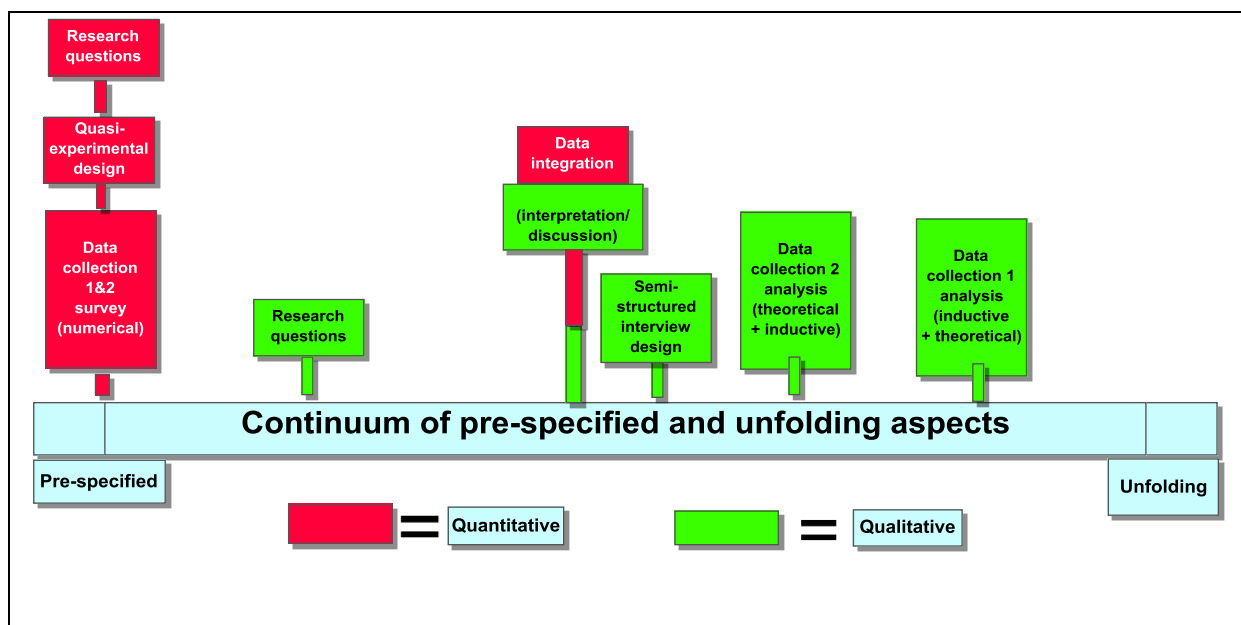 Research
questions
Quasi-
experimental
design
Data
collection
1&2
survey
(numerical)
Research
questions
Data
integration
(interpretation/
discussion)
Semi-
structured
interview
design
Data
collection 2
analysis
(theoretical
+ inductive)
Data
collection 1
analysis
(inductive
+ theoretical)
Continuum of pre-specified and unfolding aspects
Pre-specified
Unfolding
=
Quantitative
=
Qualitative